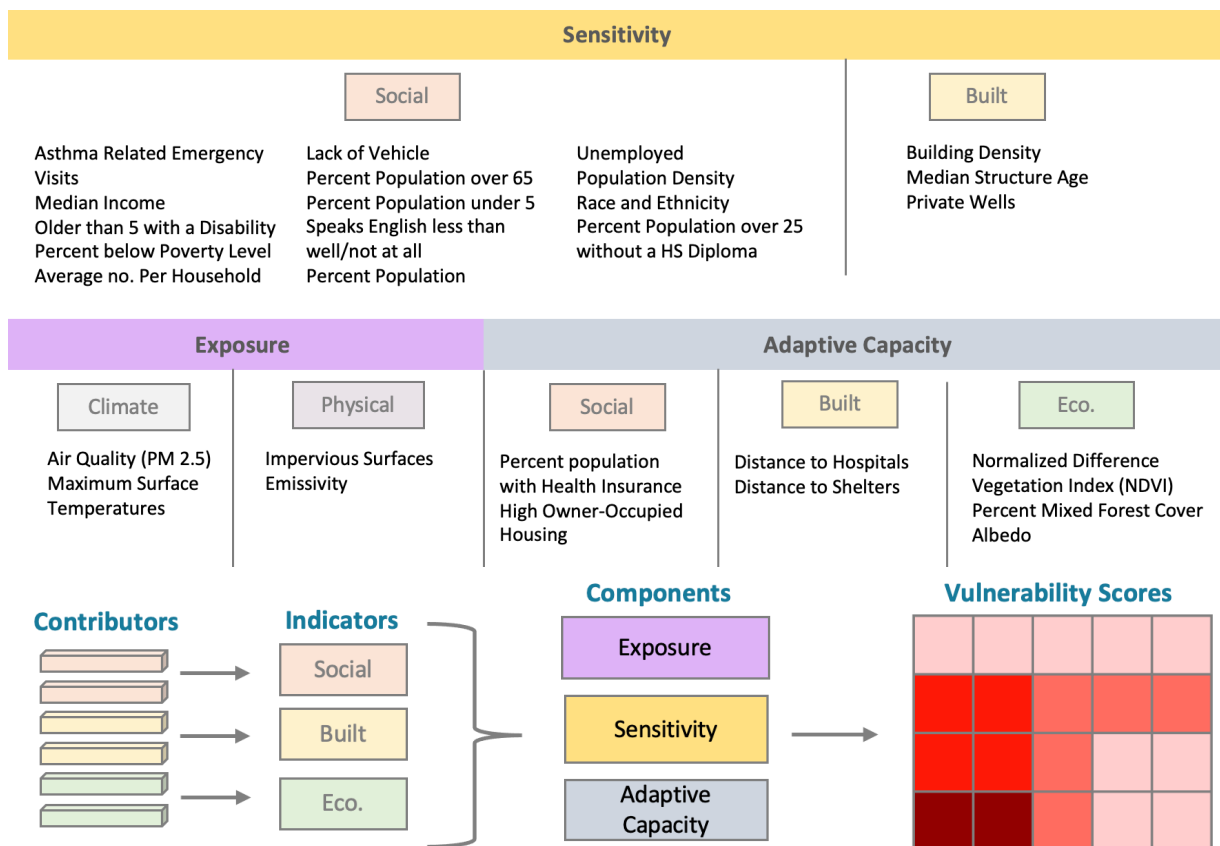 Sensitivity
Social
Built
Asthma Related Emergency
Visits
Median Income
Older than 5 with a Disability
Percent below Poverty Level
Average no. Per Household
Lack of Vehicle
Percent Population over 65
Percent Population under 5
Speaks English less than
well/not at all
Percent Population
Unemployed
Population Density
Race and Ethnicity
Percent Population over 25
without a HS Diploma
Building Density
Median Structure Age
Private Wells
Exposure
Adaptive Capacity
Climate
Physical
Social
Built
Eco.
Air Quality (PM 2.5)
Maximum Surface
Temperatures
Impervious Surfaces
Emissivity
Percent population
with Health Insurance
High Owner-Occupied
Housing
Distance to Hospitals
Distance to Shelters
Normalized Difference
Vegetation Index (NDVI)
Percent Mixed Forest Cover
Albedo
Contributors
Indicators
Social
Built
Eco.
Components
Exposure
Sensitivity
Adaptive
Capacity
Vulnerability Scores